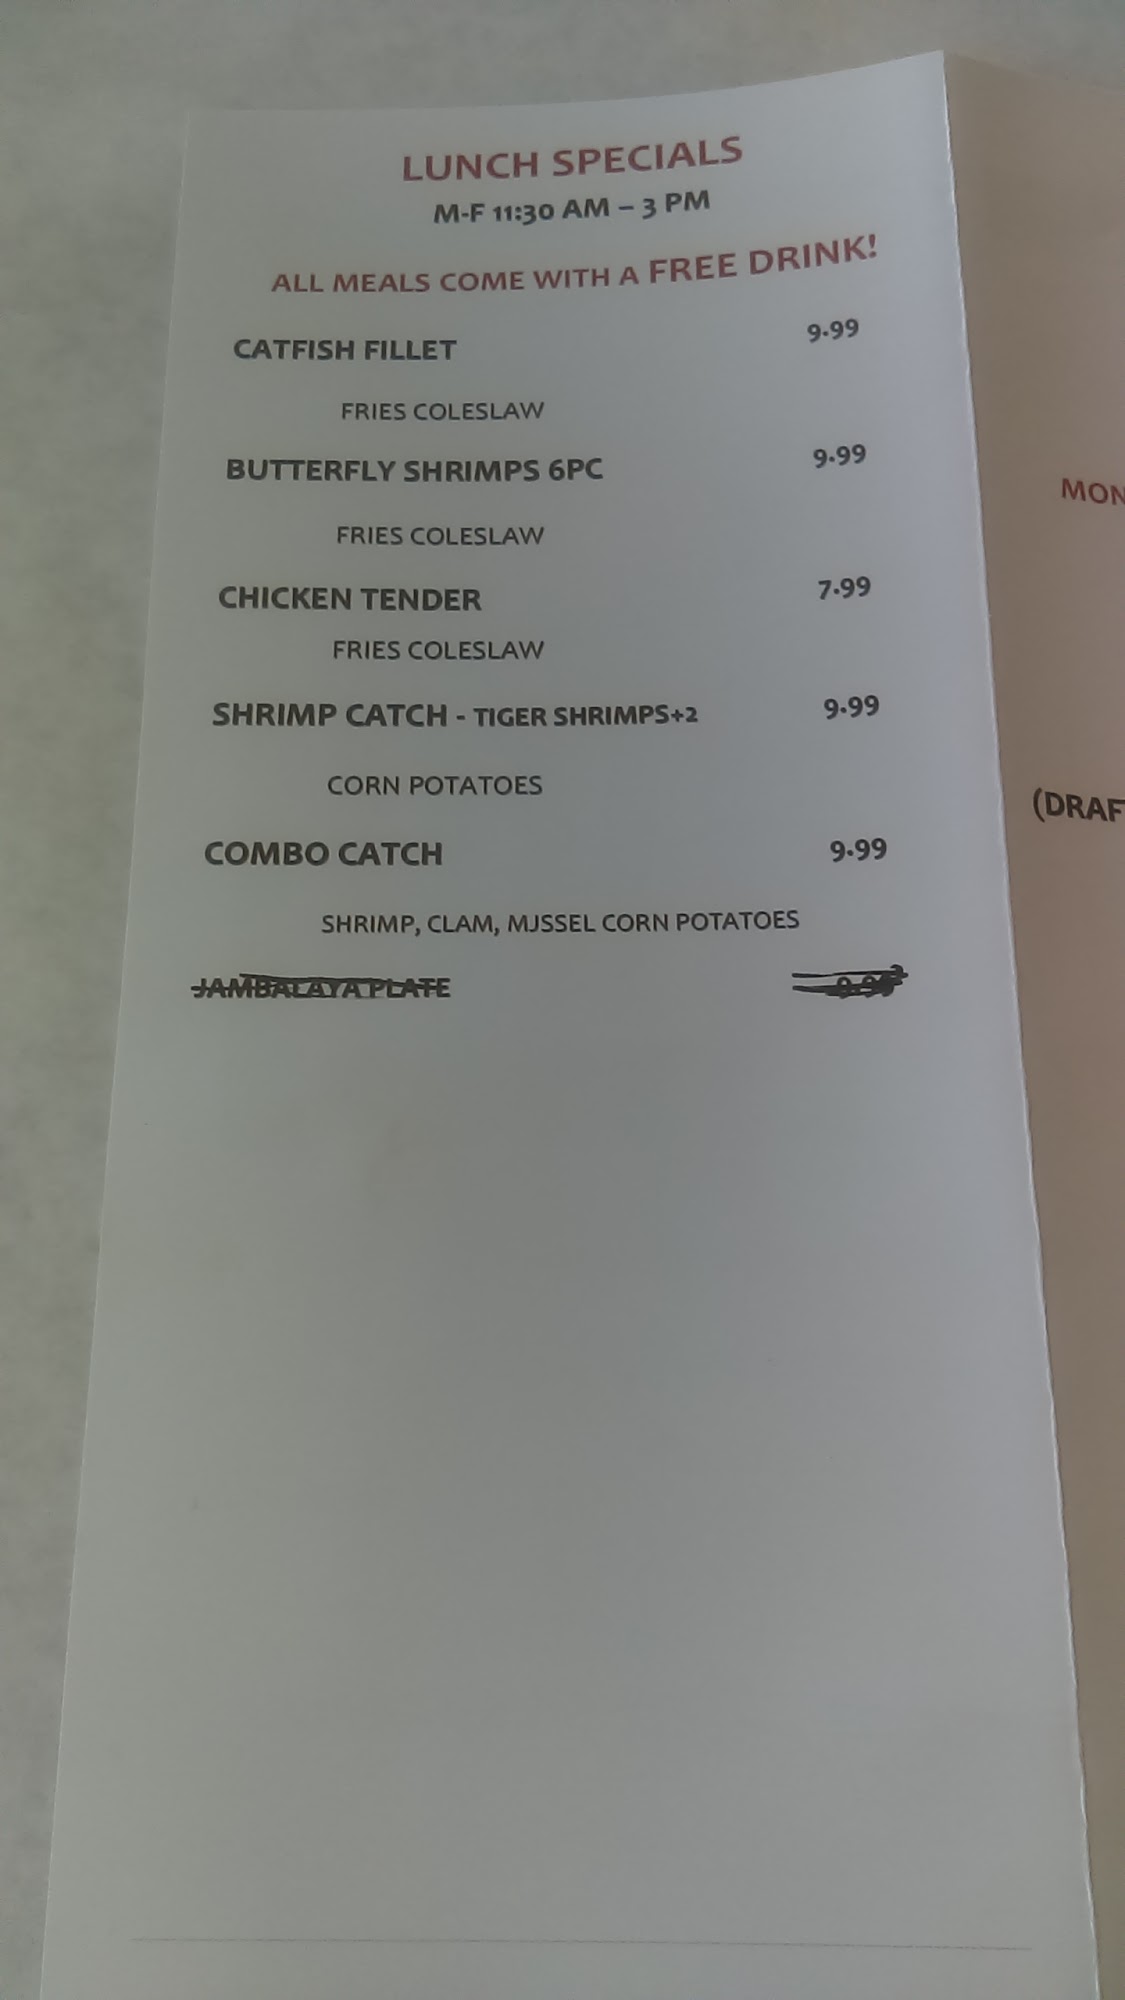 LUNCH SPECIALS
M-F 11:30 AM – 3 PM
ALL MEALS COME WITH A FREE DRINK!
CATFISH FILLET 9.99
FRIES COLESLAW
BUTTERFLY SHRIMPS 6PC 9.99
FRIES COLESLAW
CHICKEN TENDER 7.99
FRIES COLESLAW
SHRIMP CATCH - TIGER SHRIMPS+2 9.99
CORN POTATOES
COMBO CATCH 9.99
SHRIMP, CLAM, MJSSEL CORN POTATOES
JAMBALAYA PLATE
MON
(DRAF